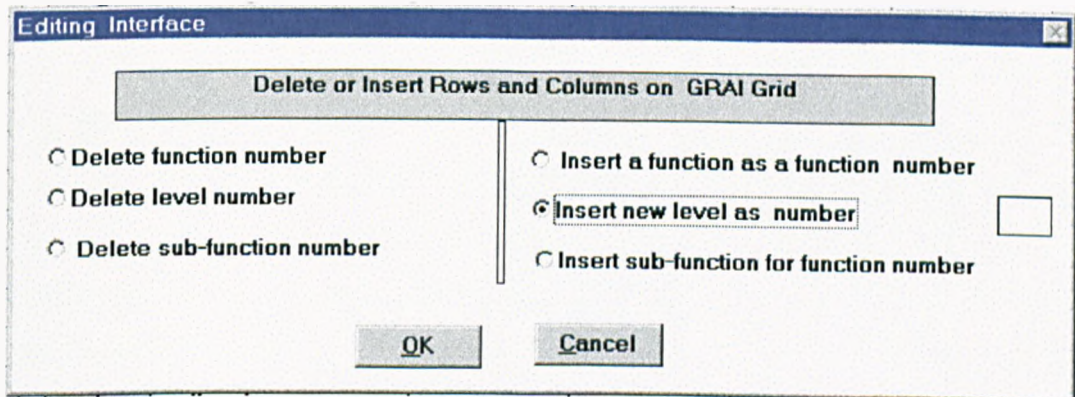 Editing Interface
Delete or Insert Rows and Columns on GRAI Grid
Delete function number
Delete level number
Delete sub-function number
Insert a function as a function number
Insert new level as number
Insert sub-function for function number
OK
Cancel